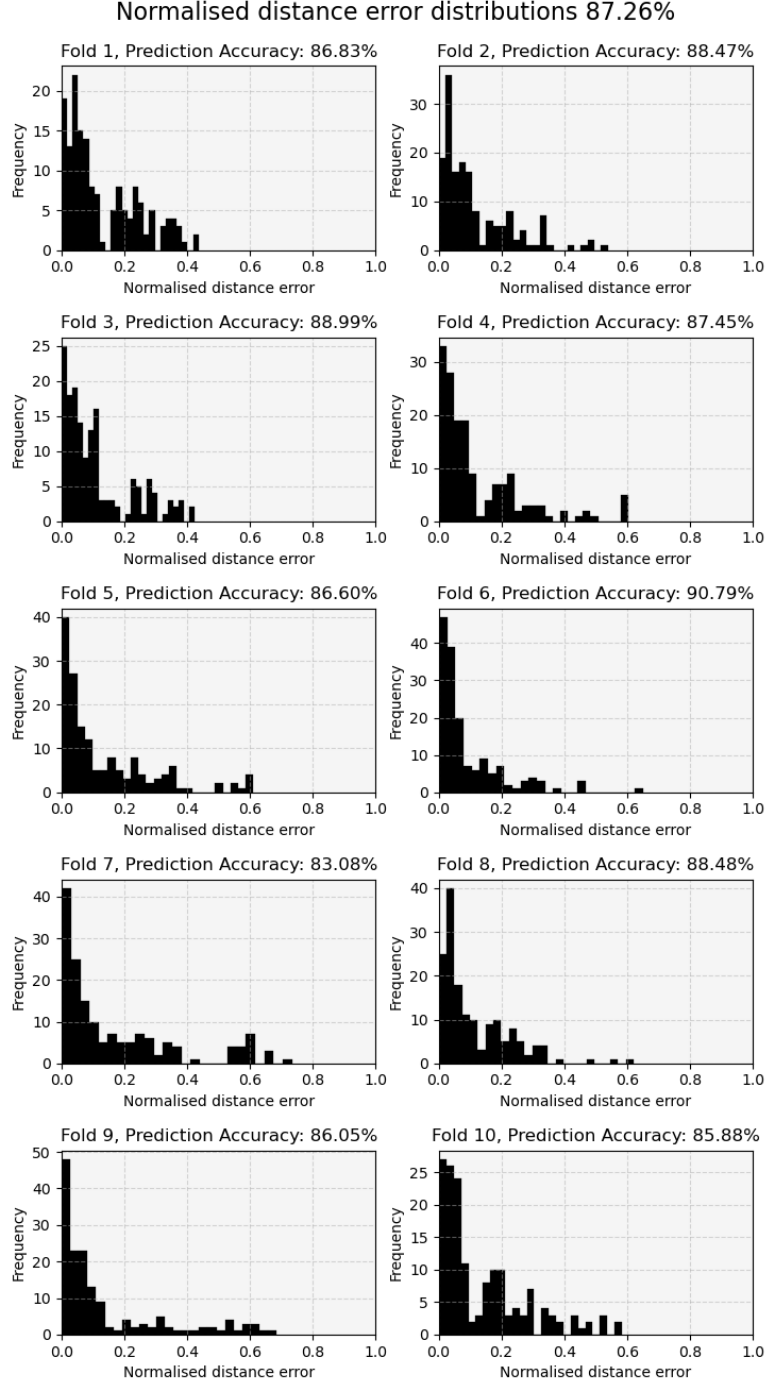 Normalised distance error distributions 87.26%
Fold 1, Prediction Accuracy: 86.83%
Frequency
20
15
10
5
0
0.0 0.2 0.4 0.6 0.8 1.0
Normalised distance error
Fold 2, Prediction Accuracy: 88.47%
Frequency
30
20
10
0
0.0 0.2 0.4 0.6 0.8 1.0
Normalised distance error
Fold 3, Prediction Accuracy: 88.99%
Frequency
25
20
15
10
5
0
0.0 0.2 0.4 0.6 0.8 1.0
Normalised distance error
Fold 4, Prediction Accuracy: 87.45%
Frequency
30
20
10
0
0.0 0.2 0.4 0.6 0.8 1.0
Normalised distance error
Fold 5, Prediction Accuracy: 86.60%
Frequency
40
30
20
10
0
0.0 0.2 0.4 0.6 0.8 1.0
Normalised distance error
Fold 6, Prediction Accuracy: 90.79%
Frequency
40
30
20
10
0
0.0 0.2 0.4 0.6 0.8 1.0
Normalised distance error
Fold 7, Prediction Accuracy: 83.08%
Frequency
40
30
20
10
0
0.0 0.2 0.4 0.6 0.8 1.0
Normalised distance error
Fold 8, Prediction Accuracy: 88.48%
Frequency
40
30
20
10
0
0.0 0.2 0.4 0.6 0.8 1.0
Normalised distance error
Fold 9, Prediction Accuracy: 86.05%
Frequency
50
40
30
20
10
0
0.0 0.2 0.4 0.6 0.8 1.0
Normalised distance error
Fold 10, Prediction Accuracy: 85.88%
Frequency
25
20
15
10
5
0
0.0 0.2 0.4 0.6 0.8 1.0
Normalised distance error